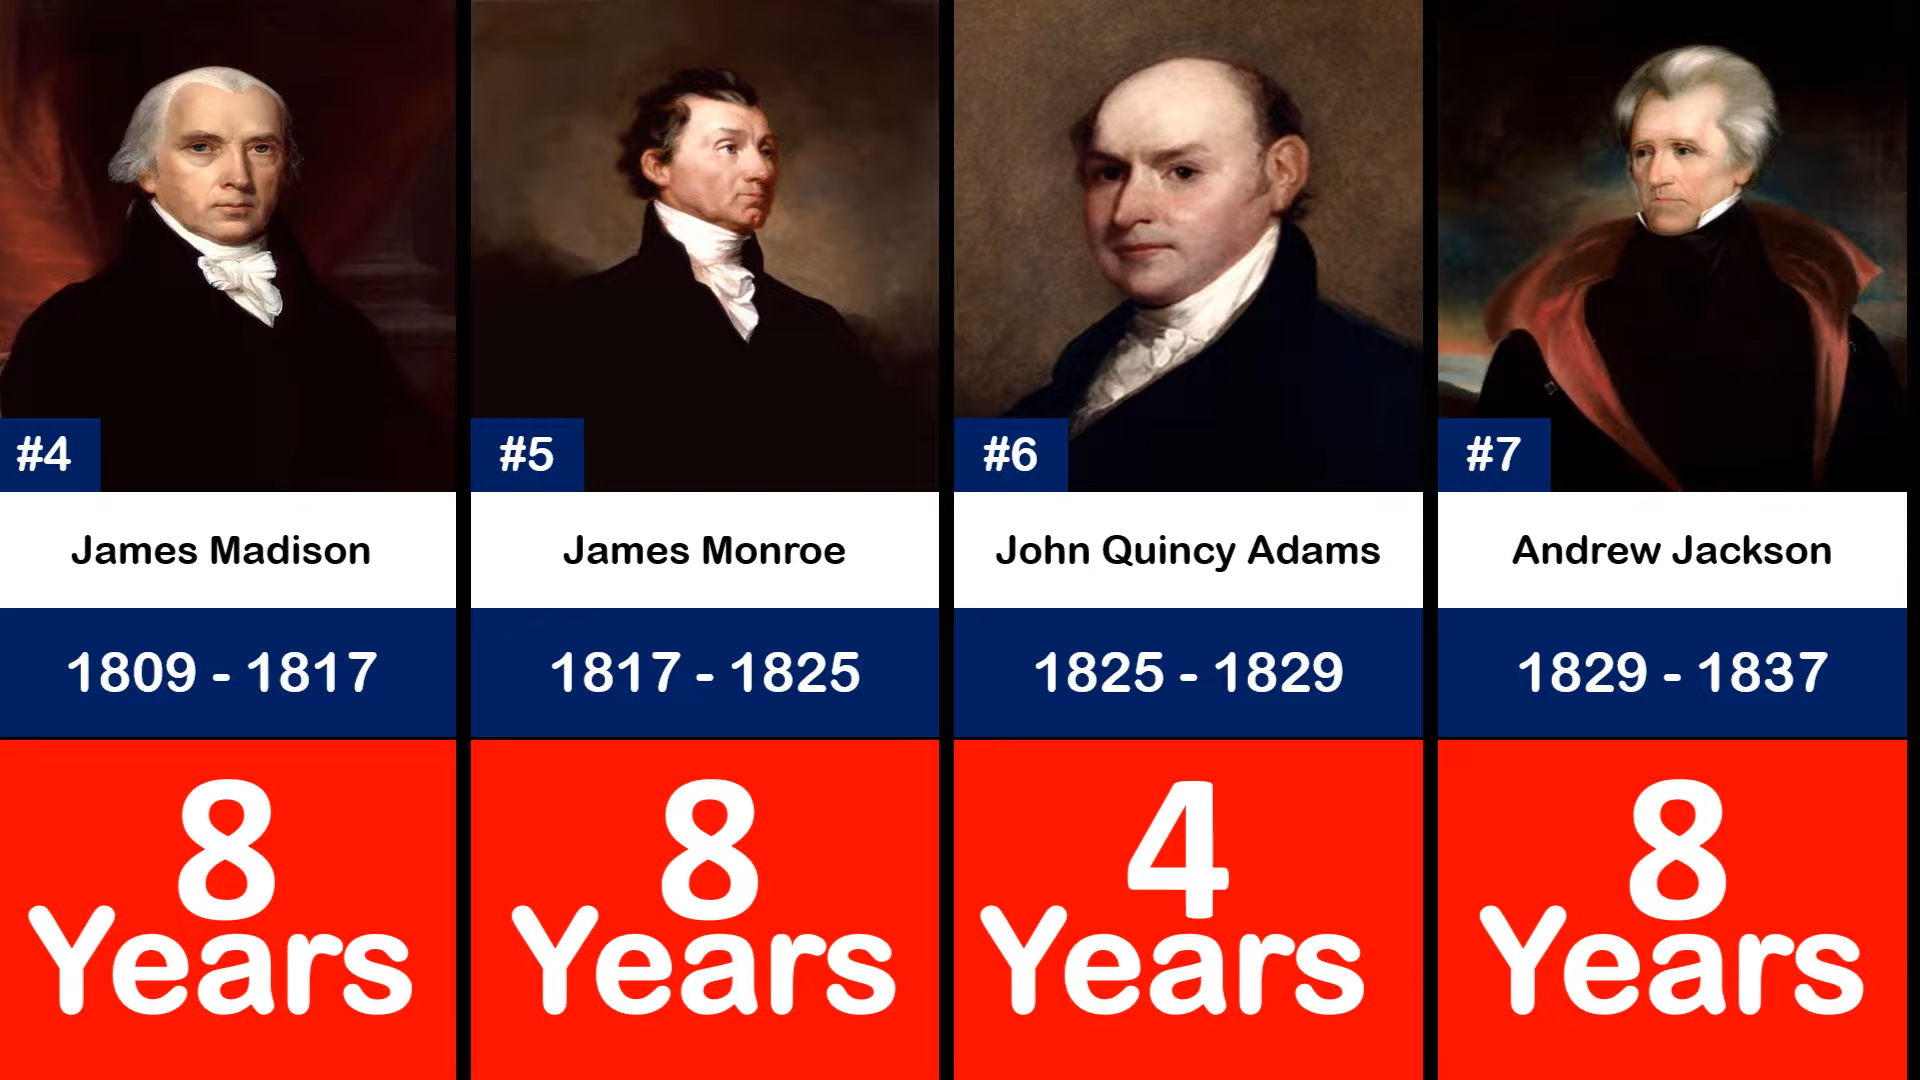 #4
James Madison
1809 - 1817
8
Years
#5
James Monroe
1817 - 1825
8
Years
#6
John Quincy Adams
1825 - 1829
4
Years
#7
Andrew Jackson
1829 - 1837
8
Years